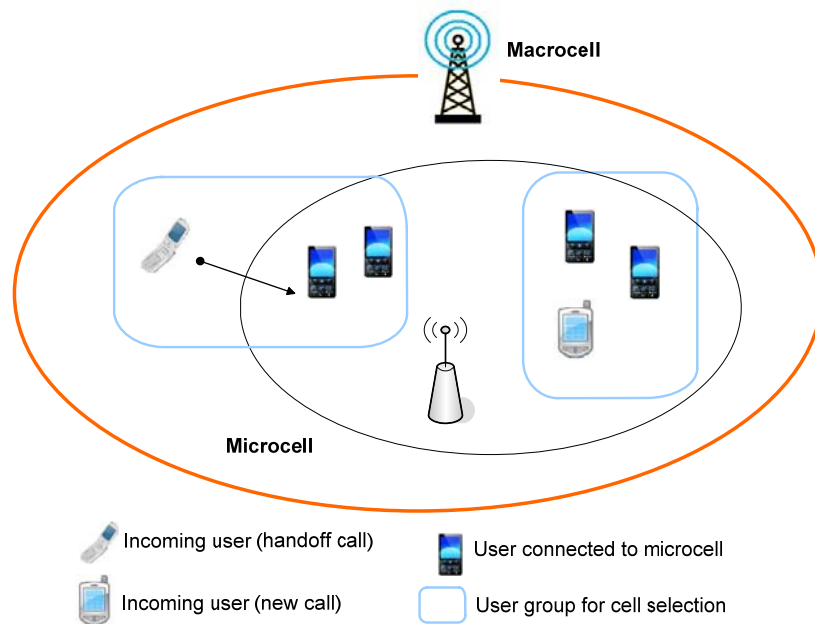 Macrocell
Microcell
Incoming user (handoff call)
User connected to microcell
Incoming user (new call)
User group for cell selection